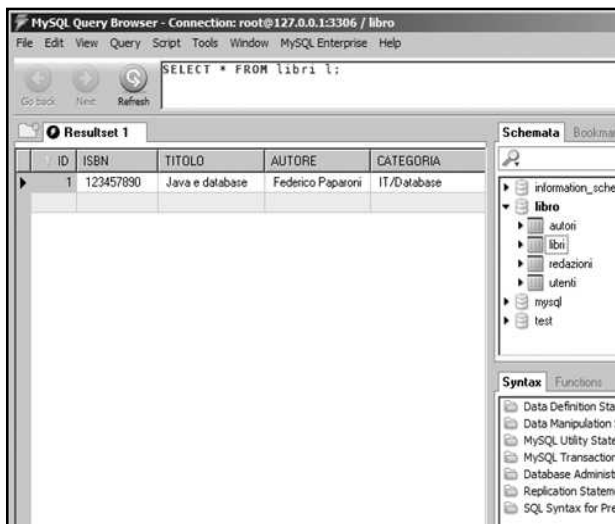 MySQL Query Browser - Connection: root@127.0.0.1:3306 / libro
File Edit View Query Script Tools Window MySQL Enterprise Help
SELECT * FROM libri l;
Go back Next Refresh
Resultset 1
ID ISBN TITOLO AUTORE CATEGORIA
1 123457890 Java e database Federico Paparoni IT/Database
Schemata Bookmar
information_sche
libro
autori
libri
redazioni
utenti
mysql
test
Syntax Functions
Data Definition Sta
Data Manipulation
MySQL Utility State
MySQL Transaction
Database Administ
Replication Statem
SQL Syntax for Pre